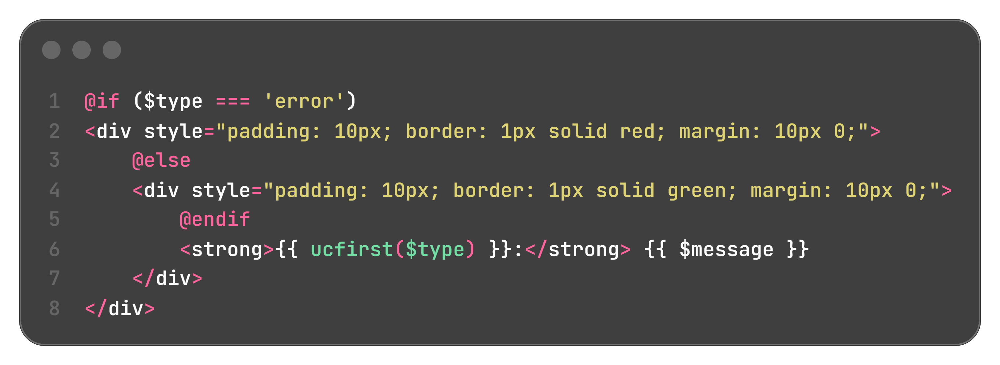 1 @if ($type === 'error')
2 <div style="padding: 10px; border: 1px solid red; margin: 10px 0;">
3     @else
4     <div style="padding: 10px; border: 1px solid green; margin: 10px 0;">
5         @endif
6         <strong>{{ ucfirst($type) }}:</strong> {{ $message }}
7     </div>
8 </div>